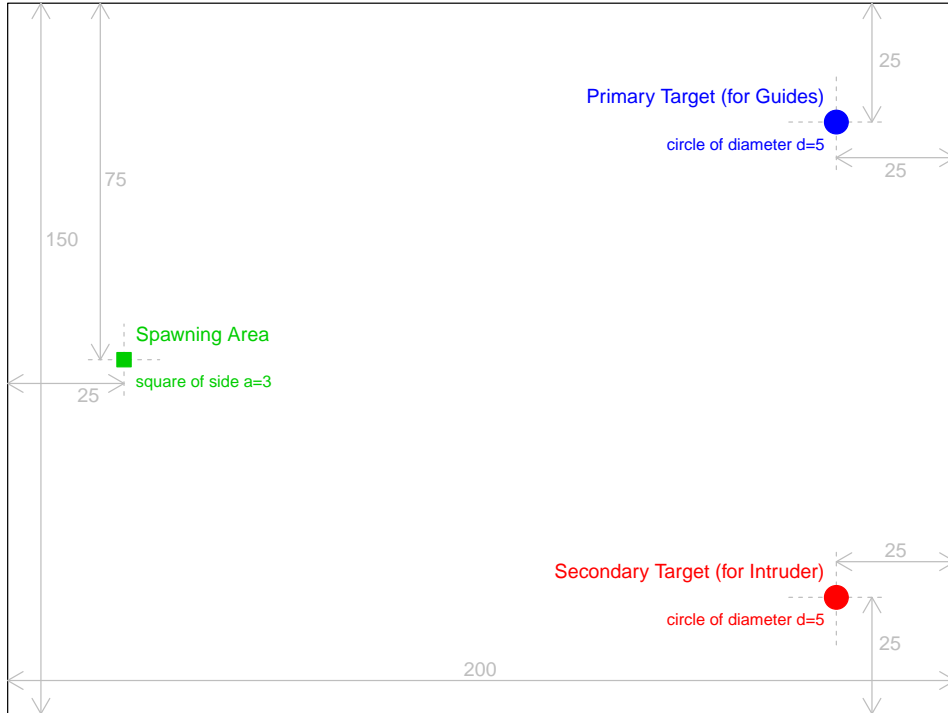 25
Primary Target (for Guides)
circle of diameter d=5
25
75
150
Spawning Area
square of side a=3
25
25
Secondary Target (for Intruder)
circle of diameter d=5
25
200